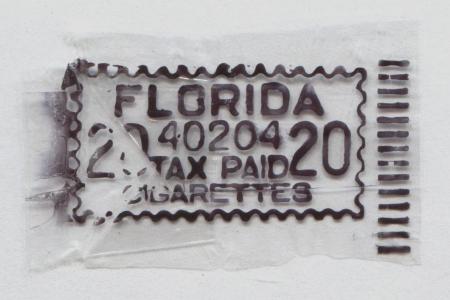 FLORIDA
20 40204 20
TAX PAID
CIGARETTES